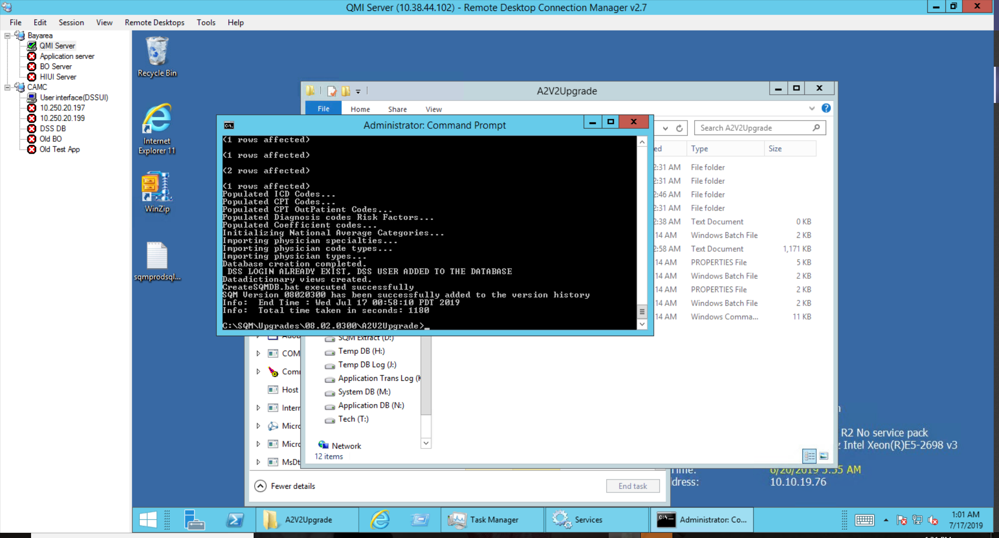 QMI Server (10.38.44.102) - Remote Desktop Connection Manager v2.7
File Edit Session View Remote Desktops Tools Help
Bayarea
QMI Server
Application server
BO Server
HIUI Server
CAMC
User interface(DSSUI)
10.250.20.197
10.250.20.199
DSS DB
Old BO
Old Test App
Recycle Bin
Internet
Explorer 11
WinZip
sqmprodsql...
A2V2Upgrade
File Home Share View
Search A2V2Upgrade
ed Type Size
2:31 AM File folder
2:31 AM File folder
2:46 AM File folder
2:31 AM File folder
2:38 AM Text Document 0 KB
14 AM Windows Batch File 2 KB
2:58 AM Text Document 1,171 KB
14 AM PROPERTIES File 5 KB
14 AM Windows Batch File 2 KB
14 AM PROPERTIES File 2 KB
14 AM Windows Batch File 2 KB
14 AM Windows Comma... 11 KB
Administrator: Command Prompt
(1 rows affected)
(1 rows affected)
(2 rows affected)
(1 rows affected)
Populated ICD Codes...
Populated CPT Codes...
Populated CPT OutPatient Codes...
Populated Diagnosis codes Risk Factors...
Populated Coefficient codes...
Initializing National Average Categories...
Importing physician specialties...
Importing physician code types...
Importing physician types...
Database creation completed.
DSS LOGIN ALREADY EXIST, DSS USER ADDED TO THE DATABASE
Datadictionary views created.
CreateSQMDB.bat executed successfully
SQM Version 08020300 has been successfully added to the version history
Info: End Time : Wed Jul 17 00:58:10 PDT 2019
Info: Total time taken in seconds: 1180
C:\SQM\Upgrades\08.02.0300\A2V2Upgrade>
SQM Extract (D:)
Temp DB (H:)
Temp DB Log (J:)
Application Trans Log (K
System DB (M:)
Application DB (N:)
Tech (T:)
Network
12 items
COM
Comr
Host
Interr
Micro
Micro
MsDt
Fewer details
End task
R2 No service pack
z Intel Xeon(R)E5-2698 v3
Time: 6/20/2019 5:55 AM
dress: 10.10.19.76
A2V2Upgrade
Task Manager
Services
Administrator: Co...
1:01 AM
7/17/2019